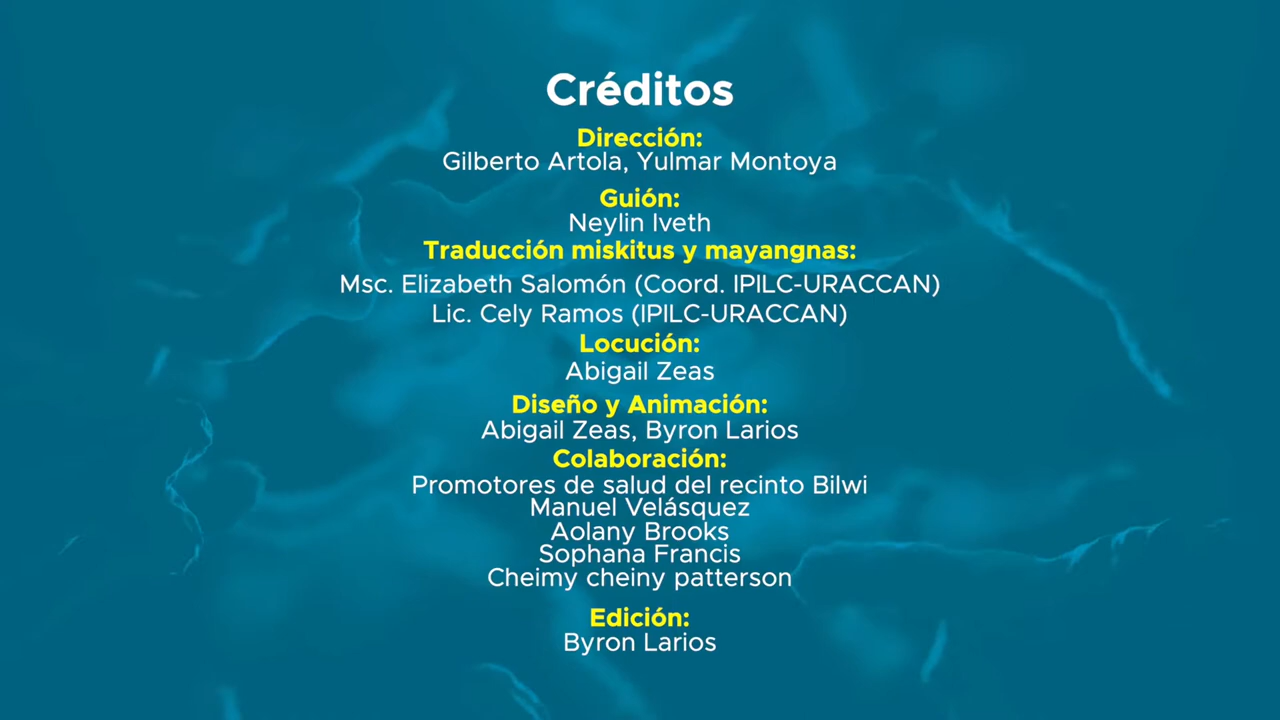 Créditos
Dirección:
Gilberto Artola, Yulmar Montoya
Guión:
Neylin Iveth
Traducción miskitus y mayangnas:
Msc. Elizabeth Salomón (Coord. IPILC-URACCAN)
Lic. Cely Ramos (IPILC-URACCAN)
Locución:
Abigail Zeas
Diseño y Animación:
Abigail Zeas, Byron Larios
Colaboración:
Promotores de salud del recinto Bilwi
Manuel Velásquez
Aolany Brooks
Sophana Francis
Cheimy cheiny patterson
Edición:
Byron Larios